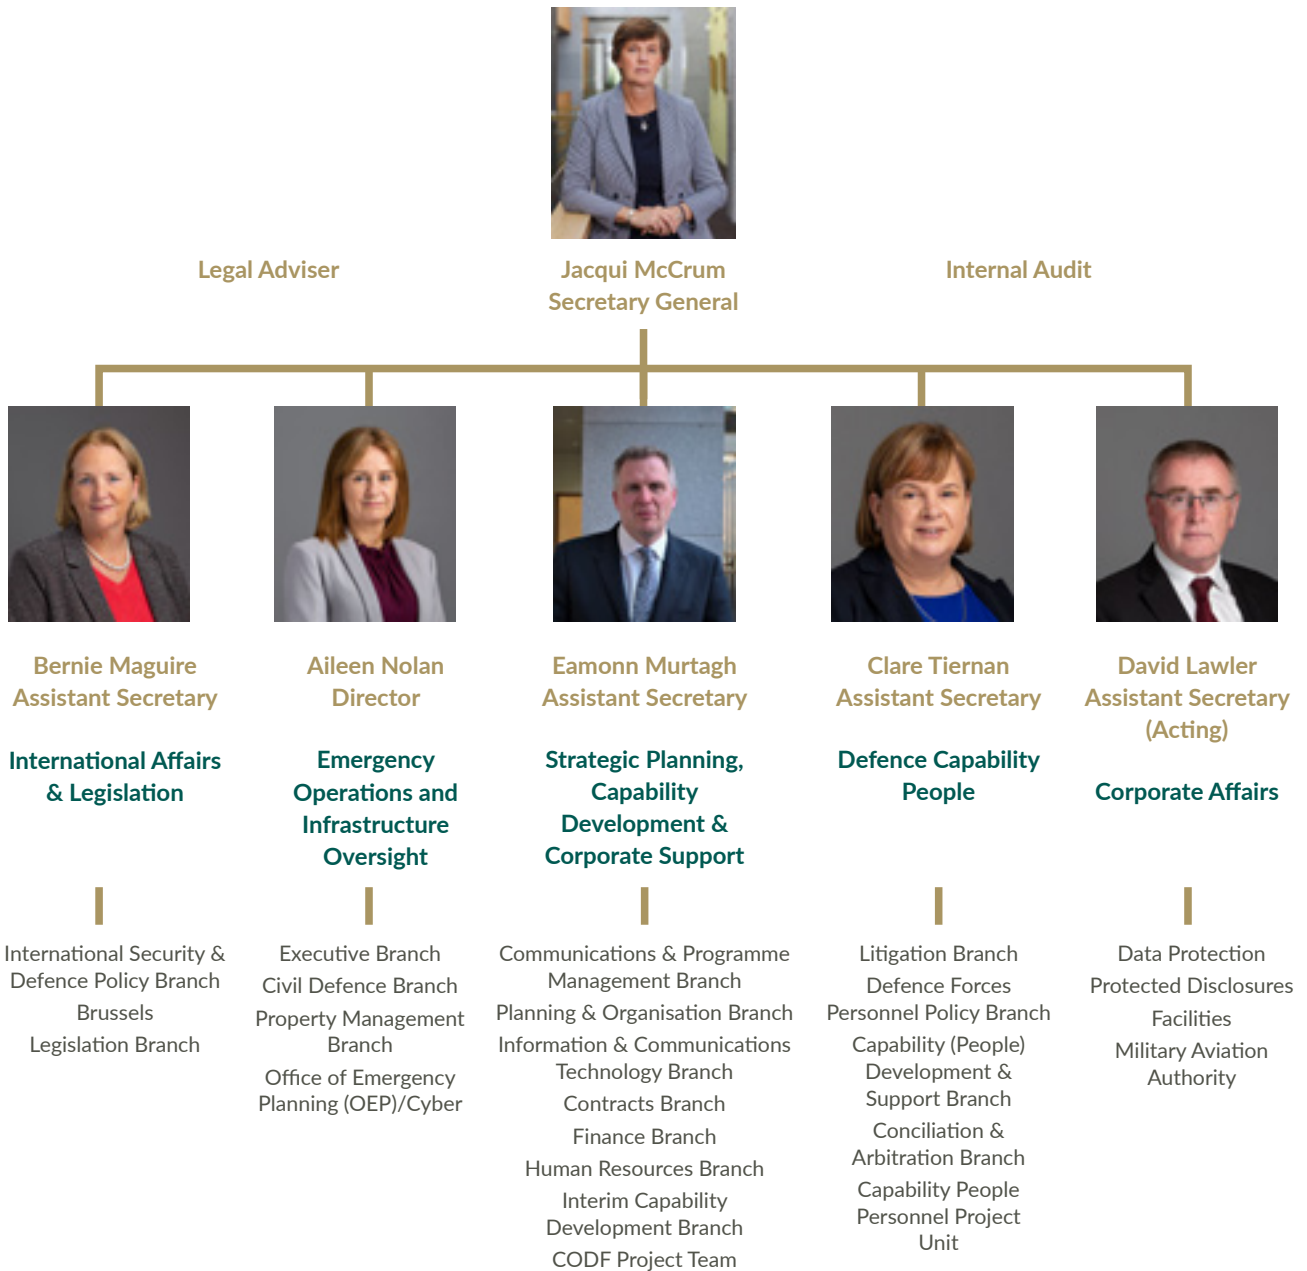 Legal Adviser
Jacqui McCrum
Secretary General
Internal Audit
Bernie Maguire
Assistant Secretary
International Affairs
& Legislation
International Security &
Defence Policy Branch
Brussels
Legislation Branch
Aileen Nolan
Director
Emergency
Operations and
Infrastructure
Oversight
Executive Branch
Civil Defence Branch
Property Management
Branch
Office of Emergency
Planning (OEP)/Cyber
Eamonn Murtagh
Assistant Secretary
Strategic Planning,
Capability
Development &
Corporate Support
Communications & Programme
Management Branch
Planning & Organisation Branch
Information & Communications
Technology Branch
Contracts Branch
Finance Branch
Human Resources Branch
Interim Capability
Development Branch
CODF Project Team
Clare Tiernan
Assistant Secretary
Defence Capability
People
Litigation Branch
Defence Forces
Personnel Policy Branch
Capability (People)
Development &
Support Branch
Conciliation &
Arbitration Branch
Capability People
Personnel Project
Unit
David Lawler
Assistant Secretary
(Acting)
Corporate Affairs
Data Protection
Protected Disclosures
Facilities
Military Aviation
Authority